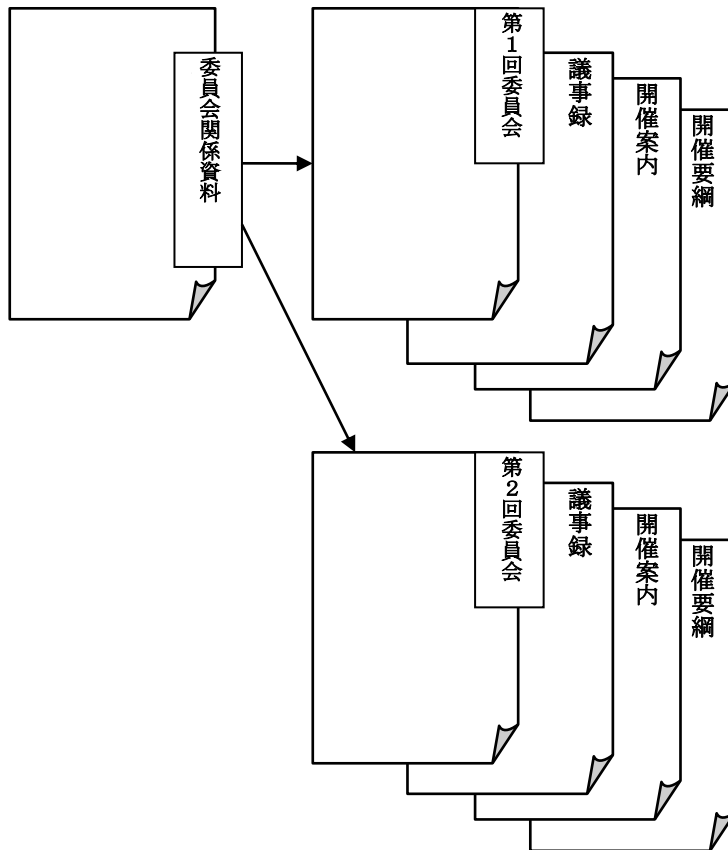 委員会関係資料
第1回委員会
議事録
開催案内
開催要綱
第2回委員会
議事録
開催案内
開催要綱